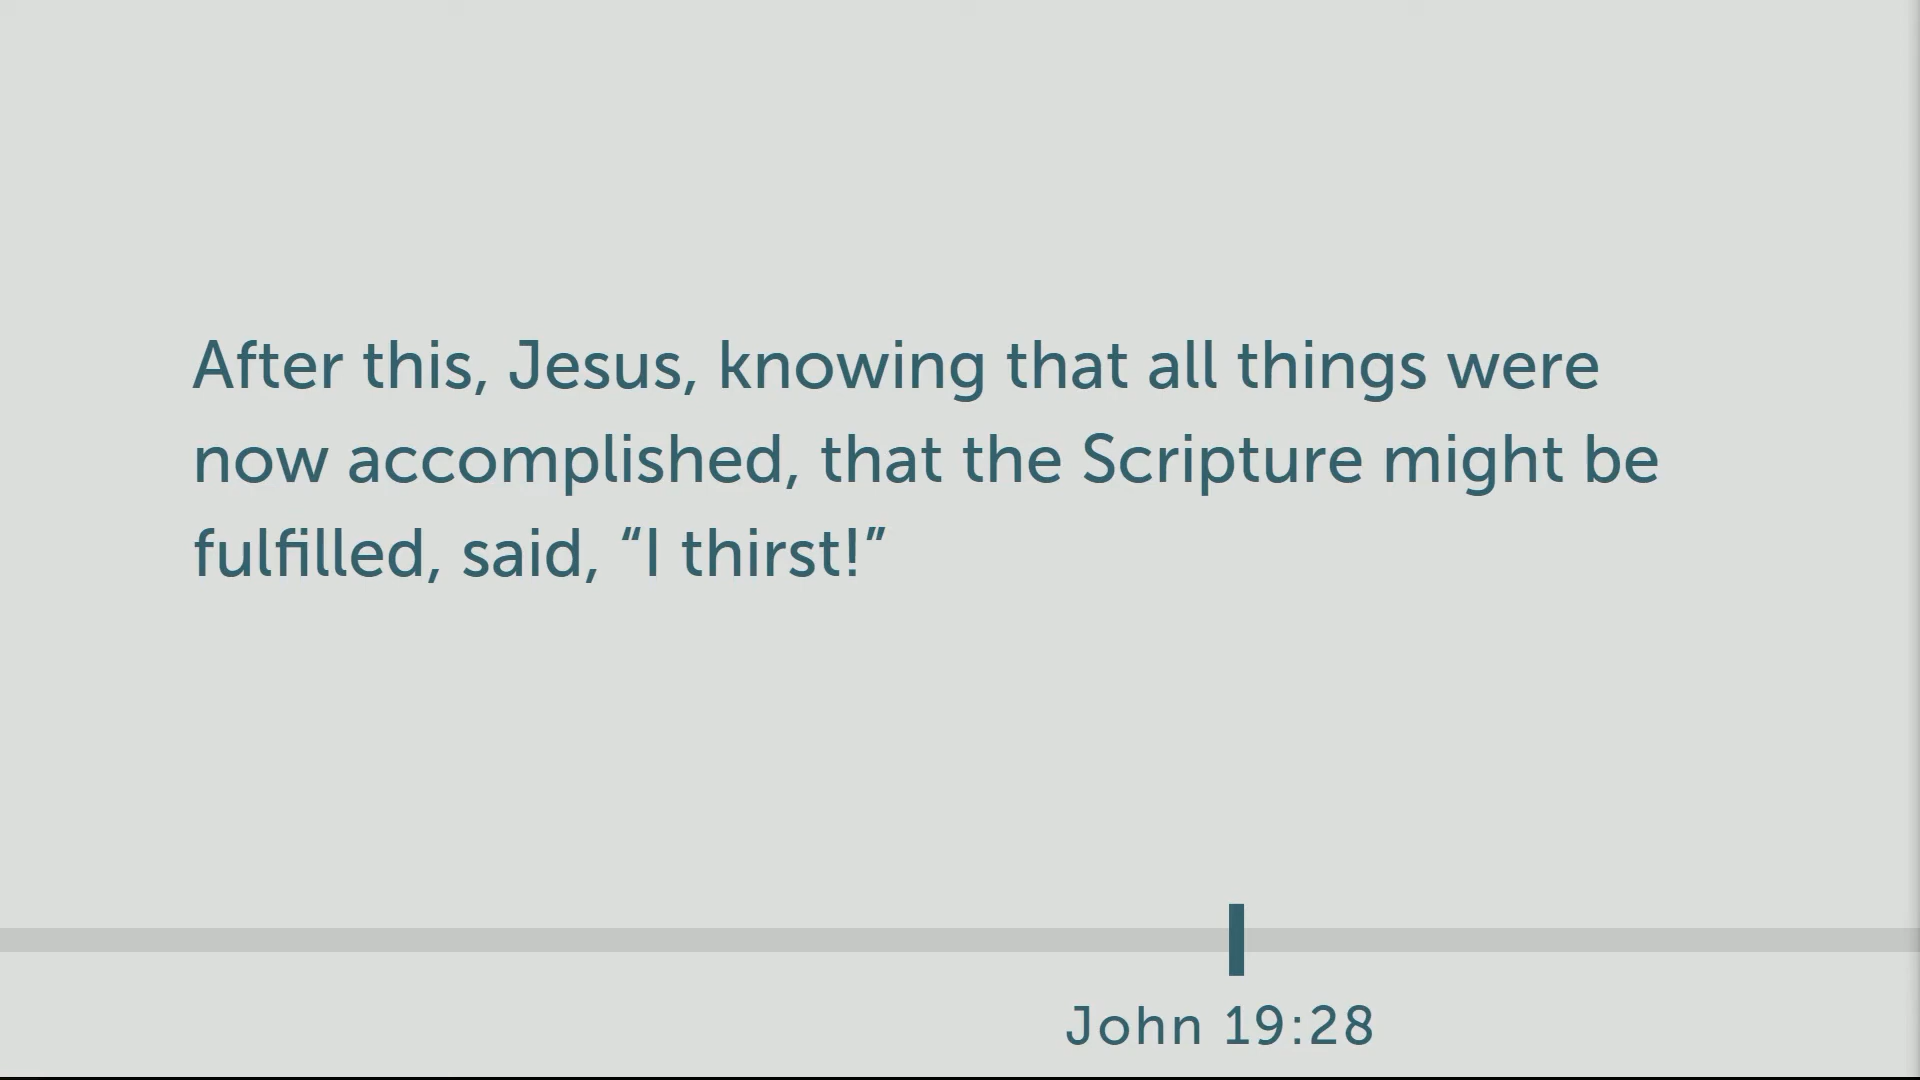 After this, Jesus, knowing that all things were
now accomplished, that the Scripture might be
fulfilled, said, “I thirst!”
John 19:28